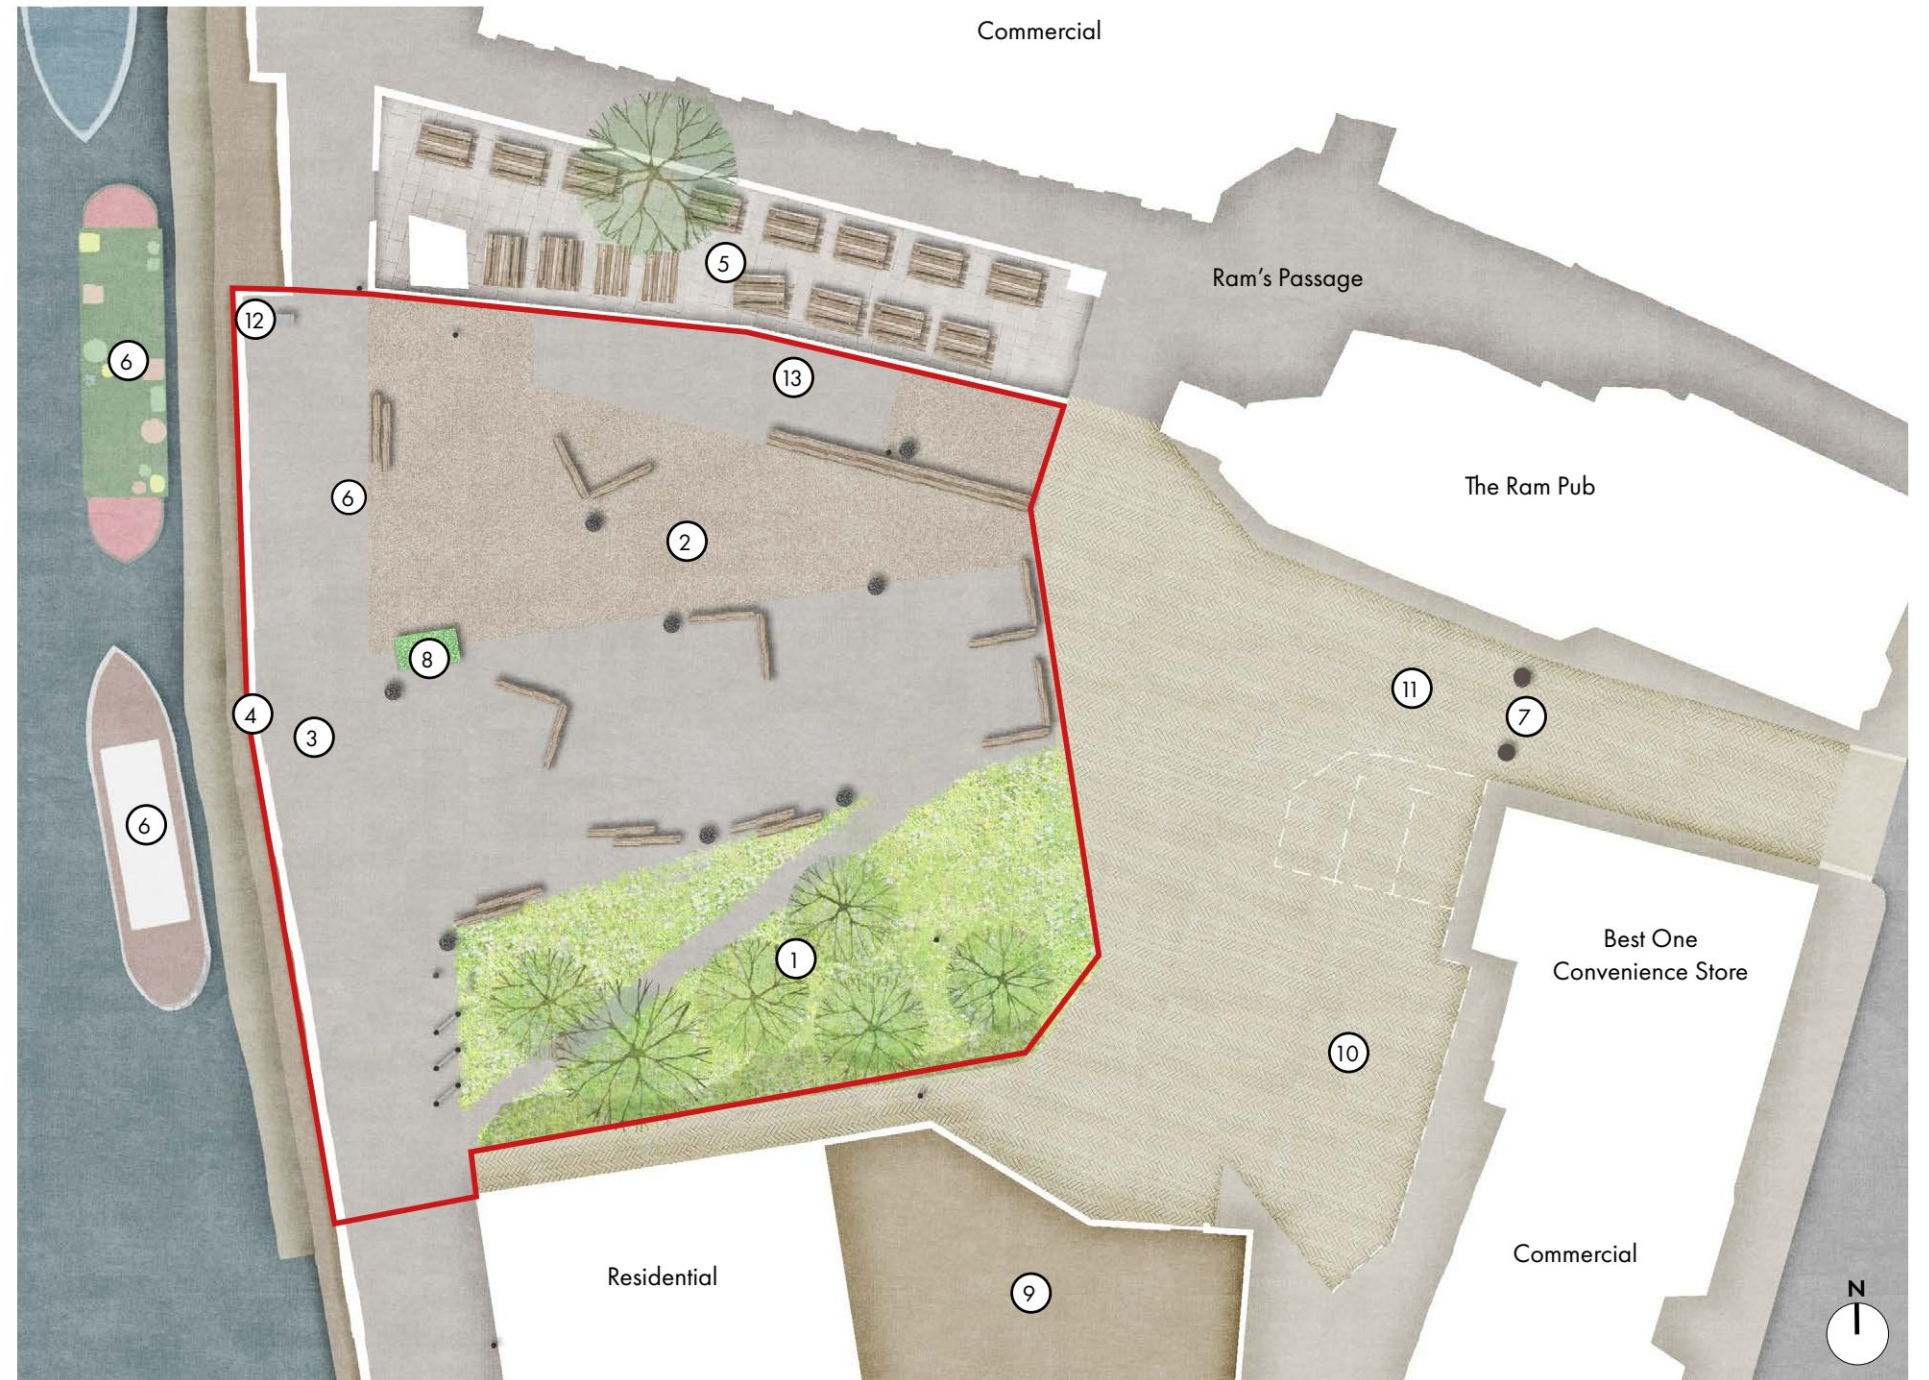 Commercial
5
Ram's Passage
12
6
13
6
The Ram Pub
2
8
11
4
3
7
6
1
Best One
Convenience Store
10
Residential
9
Commercial
N